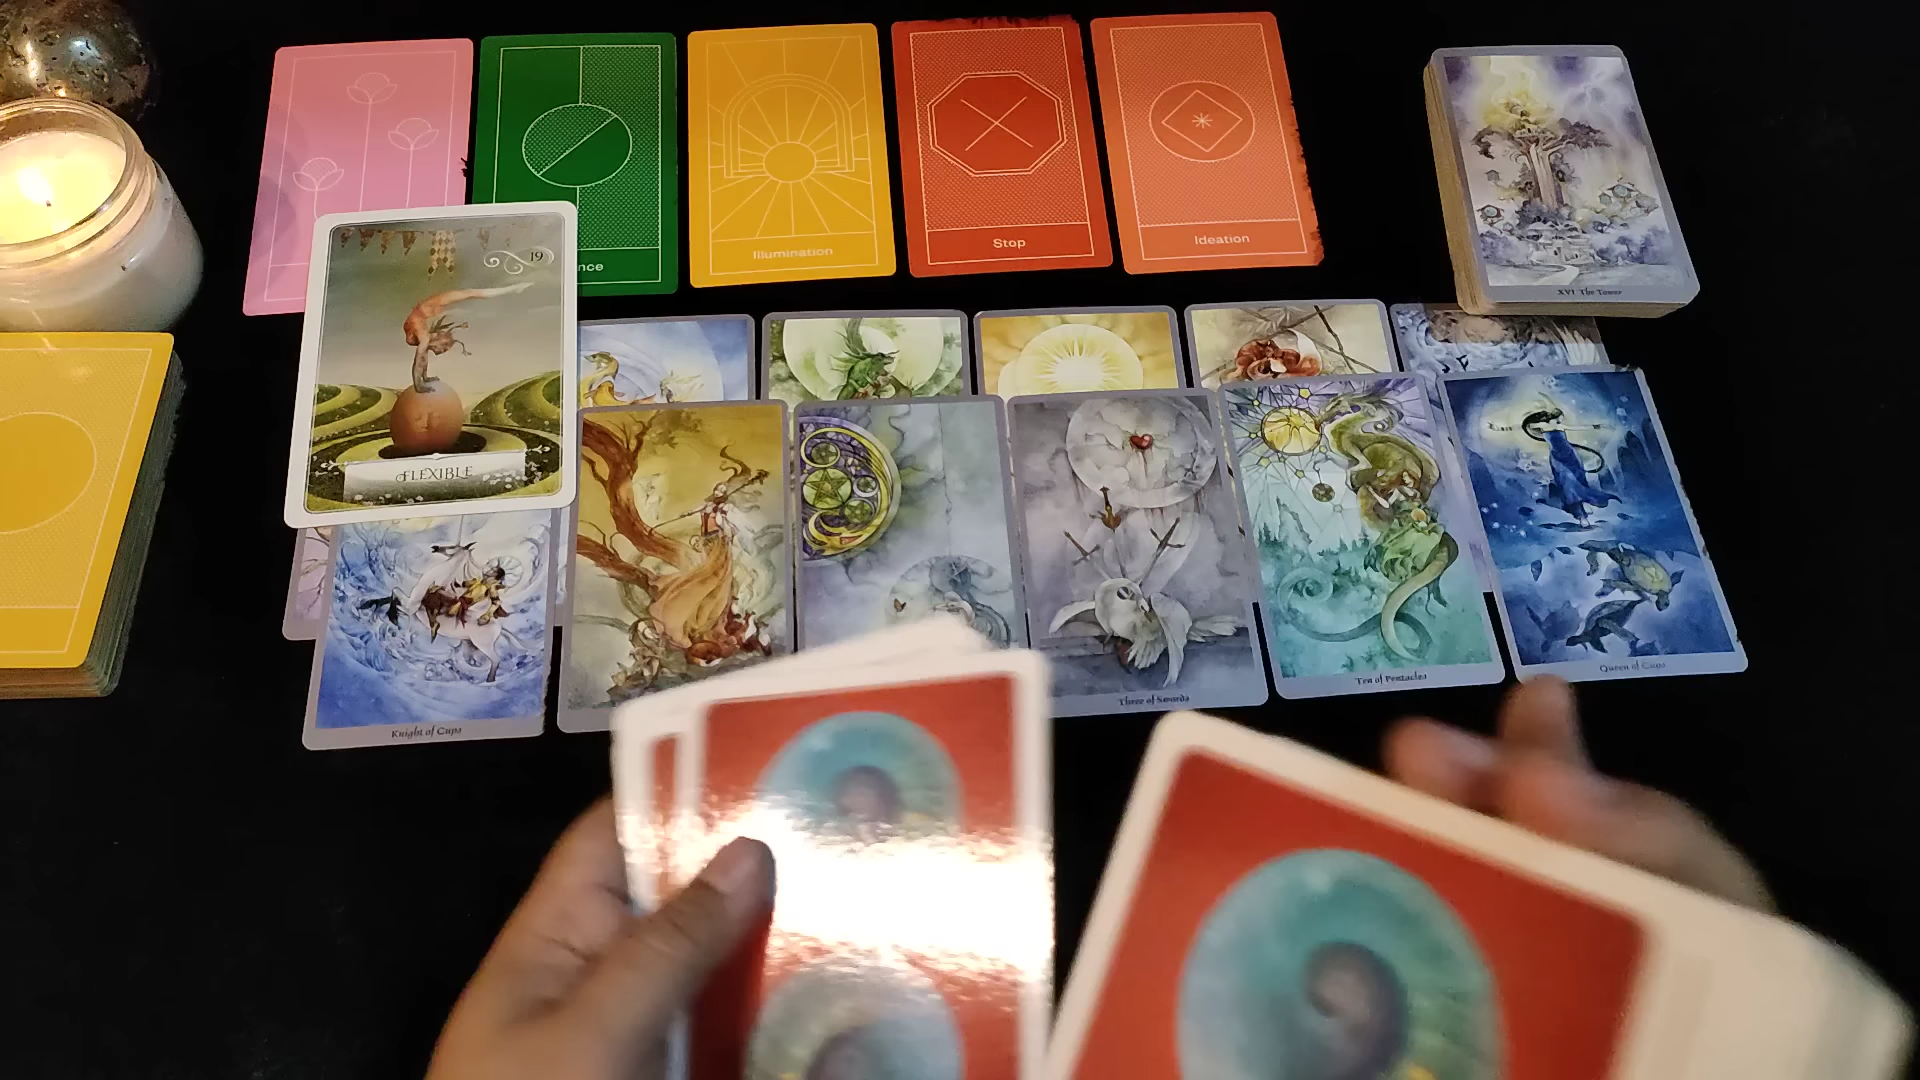 nce
Illumination
Stop
Ideation
XVI The Tower
19
FLEXIBLE
Knight of Cups
Three of Swords
Ten of Pentacles
Queen of Cups